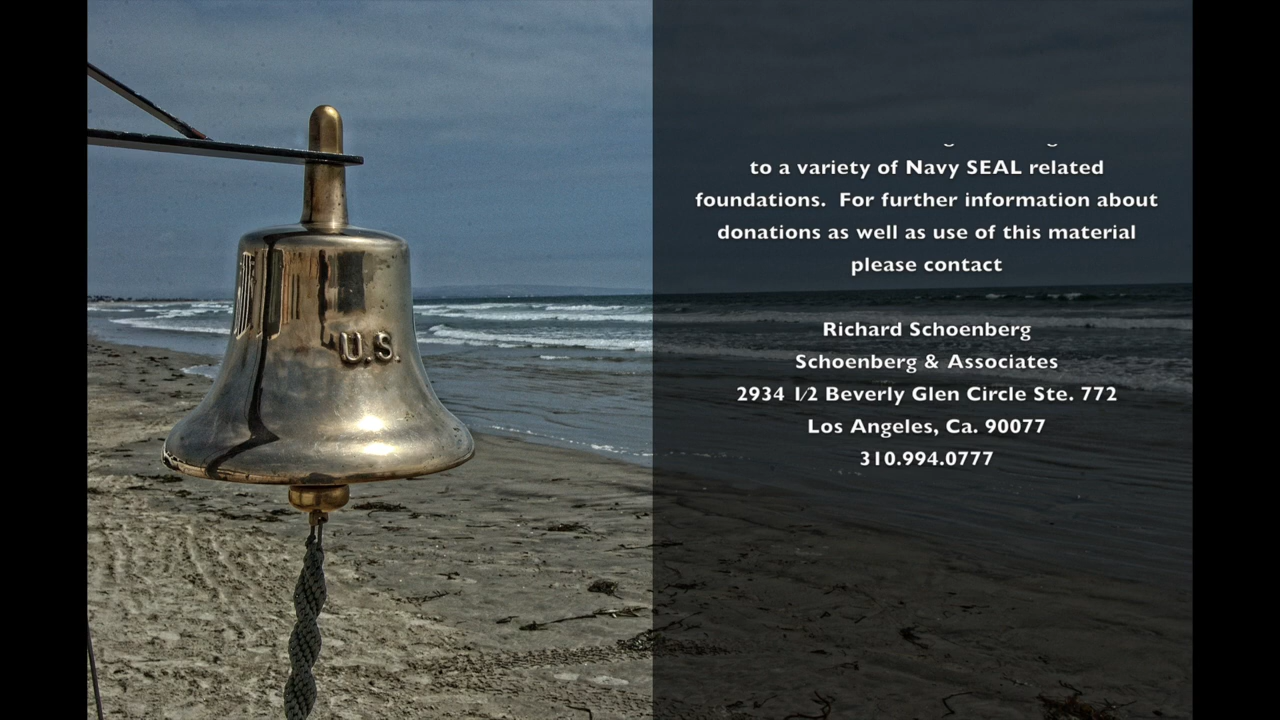 U.S.
to a variety of Navy SEAL related
foundations.  For further information about
donations as well as use of this material
please contact
Richard Schoenberg
Schoenberg & Associates
2934 1/2 Beverly Glen Circle Ste. 772
Los Angeles, Ca. 90077
310.994.0777